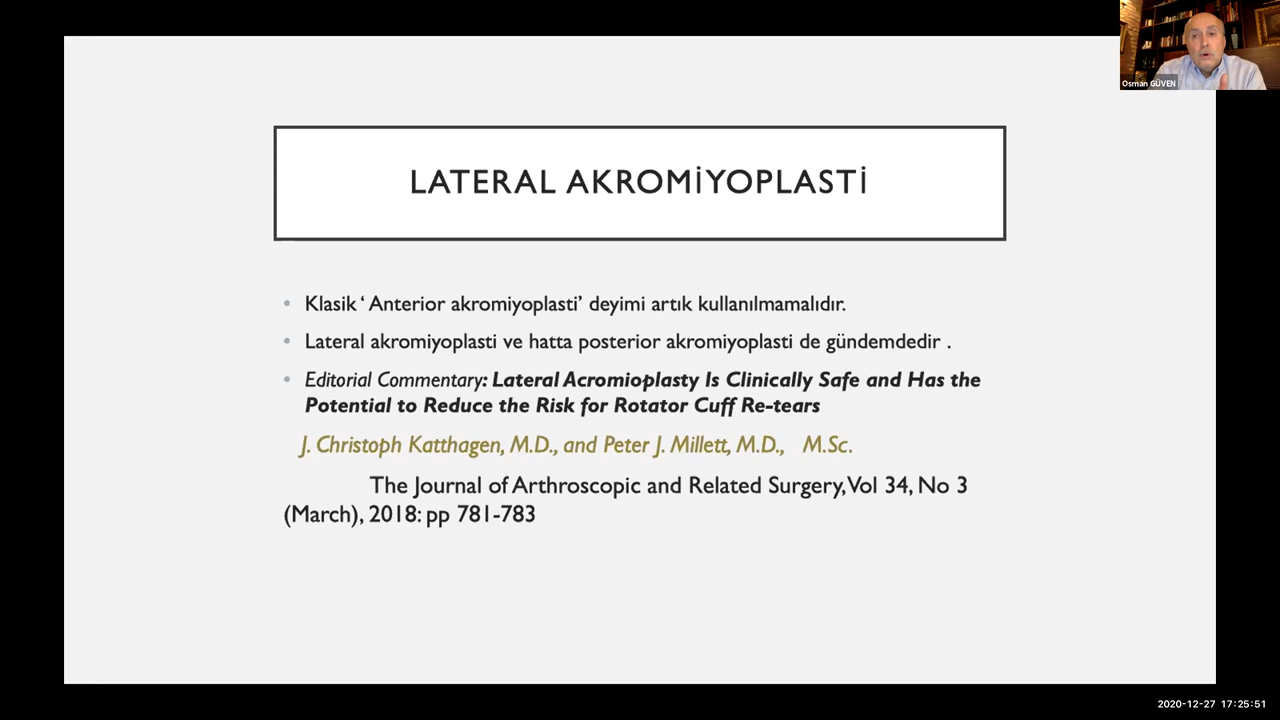 Osman GÜVEN
LATERAL AKROMİYOPLASTİ
• Klasik ‘ Anterior akromiyoplasti’ deyimi artık kullanılmamalıdır.
• Lateral akromiyoplasti ve hatta posterior akromiyoplasti de gündemdedir .
• Editorial Commentary: Lateral Acromioplasty Is Clinically Safe and Has the
Potential to Reduce the Risk for Rotator Cuff Re-tears
J. Christoph Katthagen, M.D., and Peter J. Millett, M.D., M.Sc.
The Journal of Arthroscopic and Related Surgery,Vol 34, No 3
(March), 2018: pp 781-783
2020-12-27 17:25:51